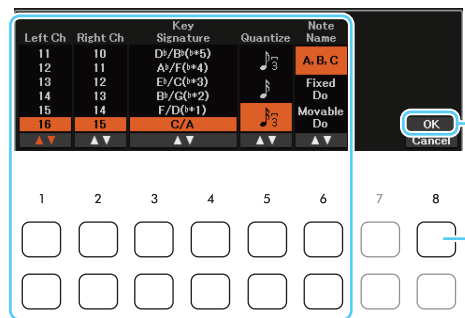 Left Ch Right Ch Key Signature Quantize Note Name
11 10 D♭/B♭(♭*5) 3 A, B, C
12 11 A♭/F(♭*4)
13 12 E♭/C(♭*3) Fixed Do
14 13 B♭/G(♭*2)
15 14 F/D(♭*1) Movable Do
16 15 C/A 3 OK
Cancel
1 2 3 4 5 6 7 8